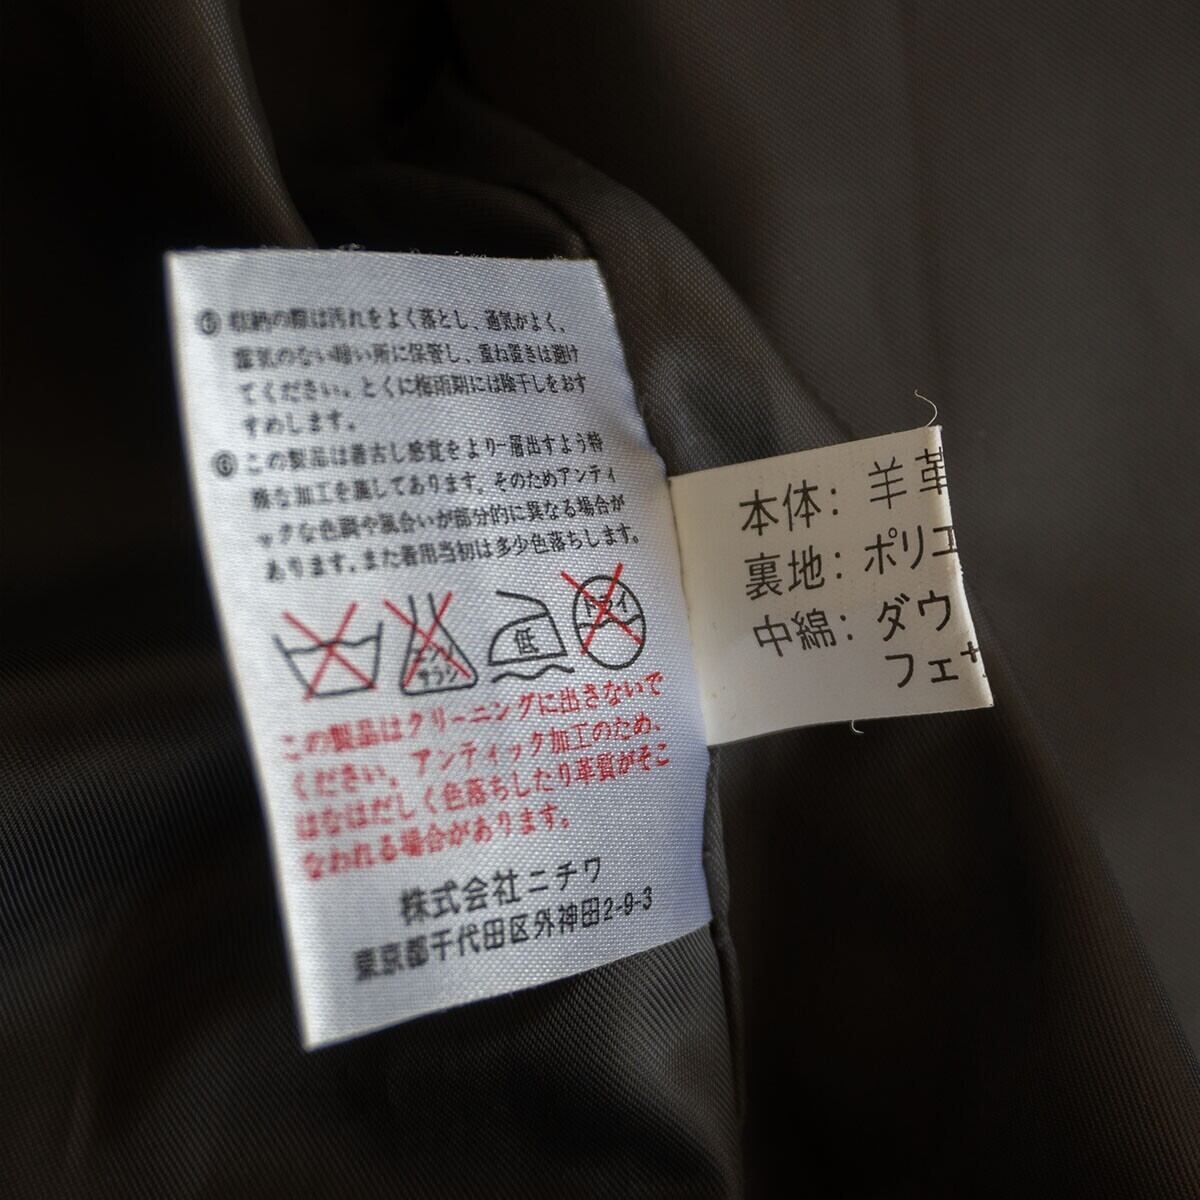 収納の際は汚れをよく落とし、通気がよく、
湿気のない暗い所に保管し、重ね置きは避け
てください。とくに梅雨期には陰干しをおす
すめします。
⑥この製品は着古し感覚をより一層出すよう特
殊な加工を施してあります。そのためアンティ
ックな色調や風合いが部分的に異なる場合が
あります。また着用当初は多少色落ちします。
エンソ
サラシ
低
ドライ
この製品はクリーニングに出さないで
ください。アンティック加工のため、
はなはだしく色落ちしたり革質がそこ
なわれる場合があります。
株式会社ニチワ
東京都千代田区外神田2-9-3
本体:羊革
裏地:ポリエ
中綿:ダウ
フェザ